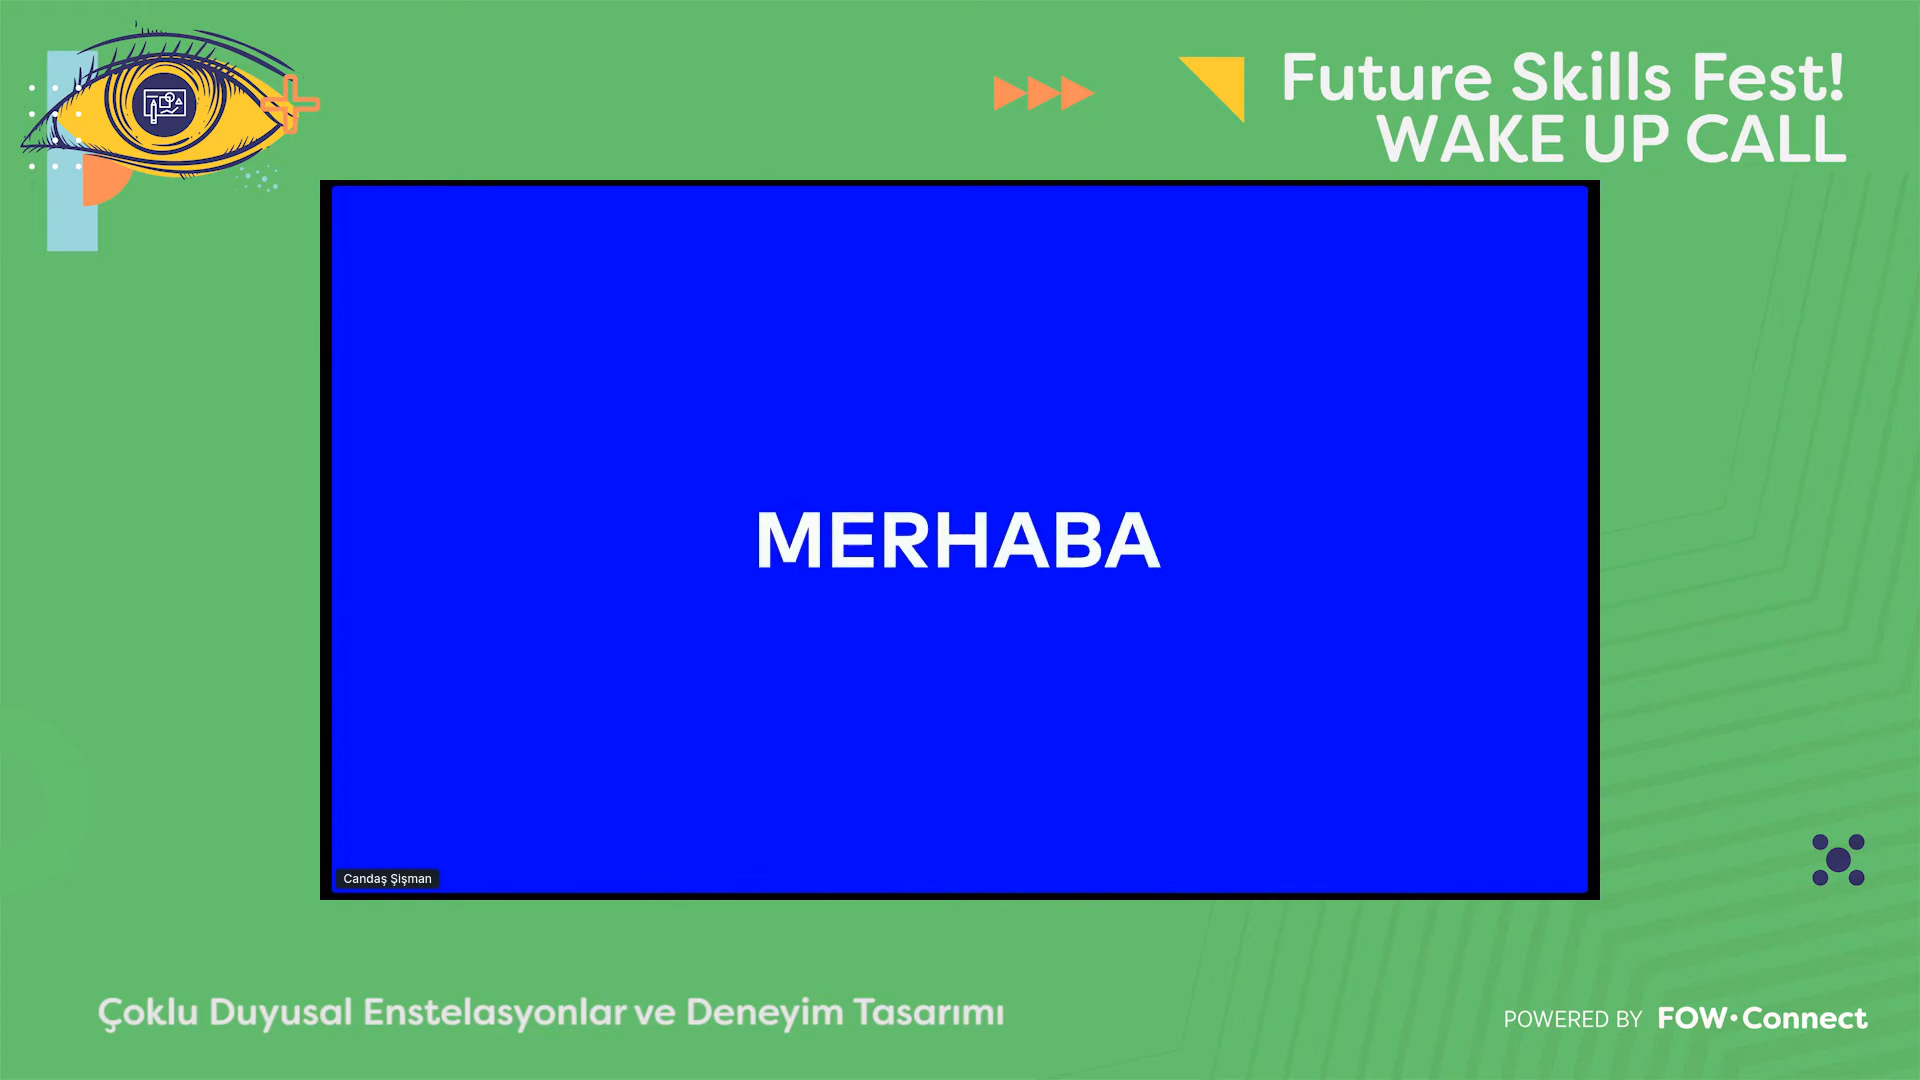 Future Skills Fest!
WAKE UP CALL
MERHABA
Candaş Şişman
Çoklu Duyusal Enstelasyonlar ve Deneyim Tasarımı
POWERED BY FOW·Connect